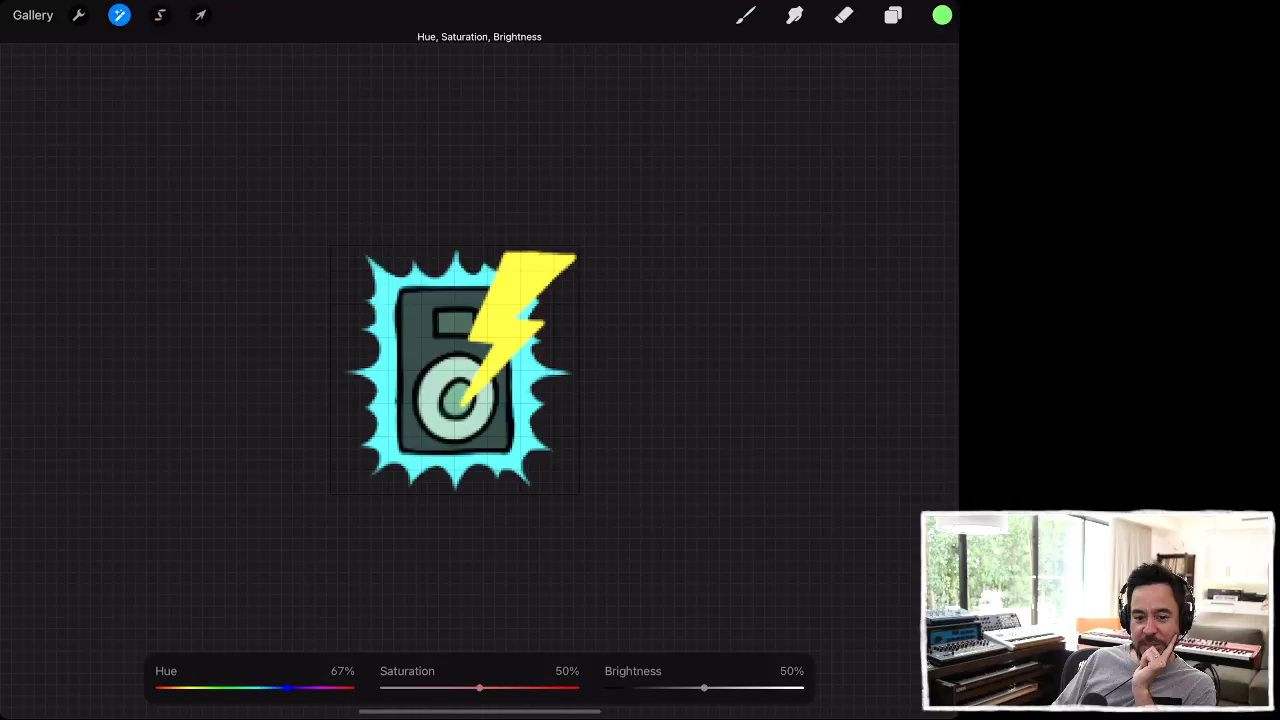 Gallery
Hue, Saturation, Brightness
Hue 67% Saturation 50% Brightness 50%